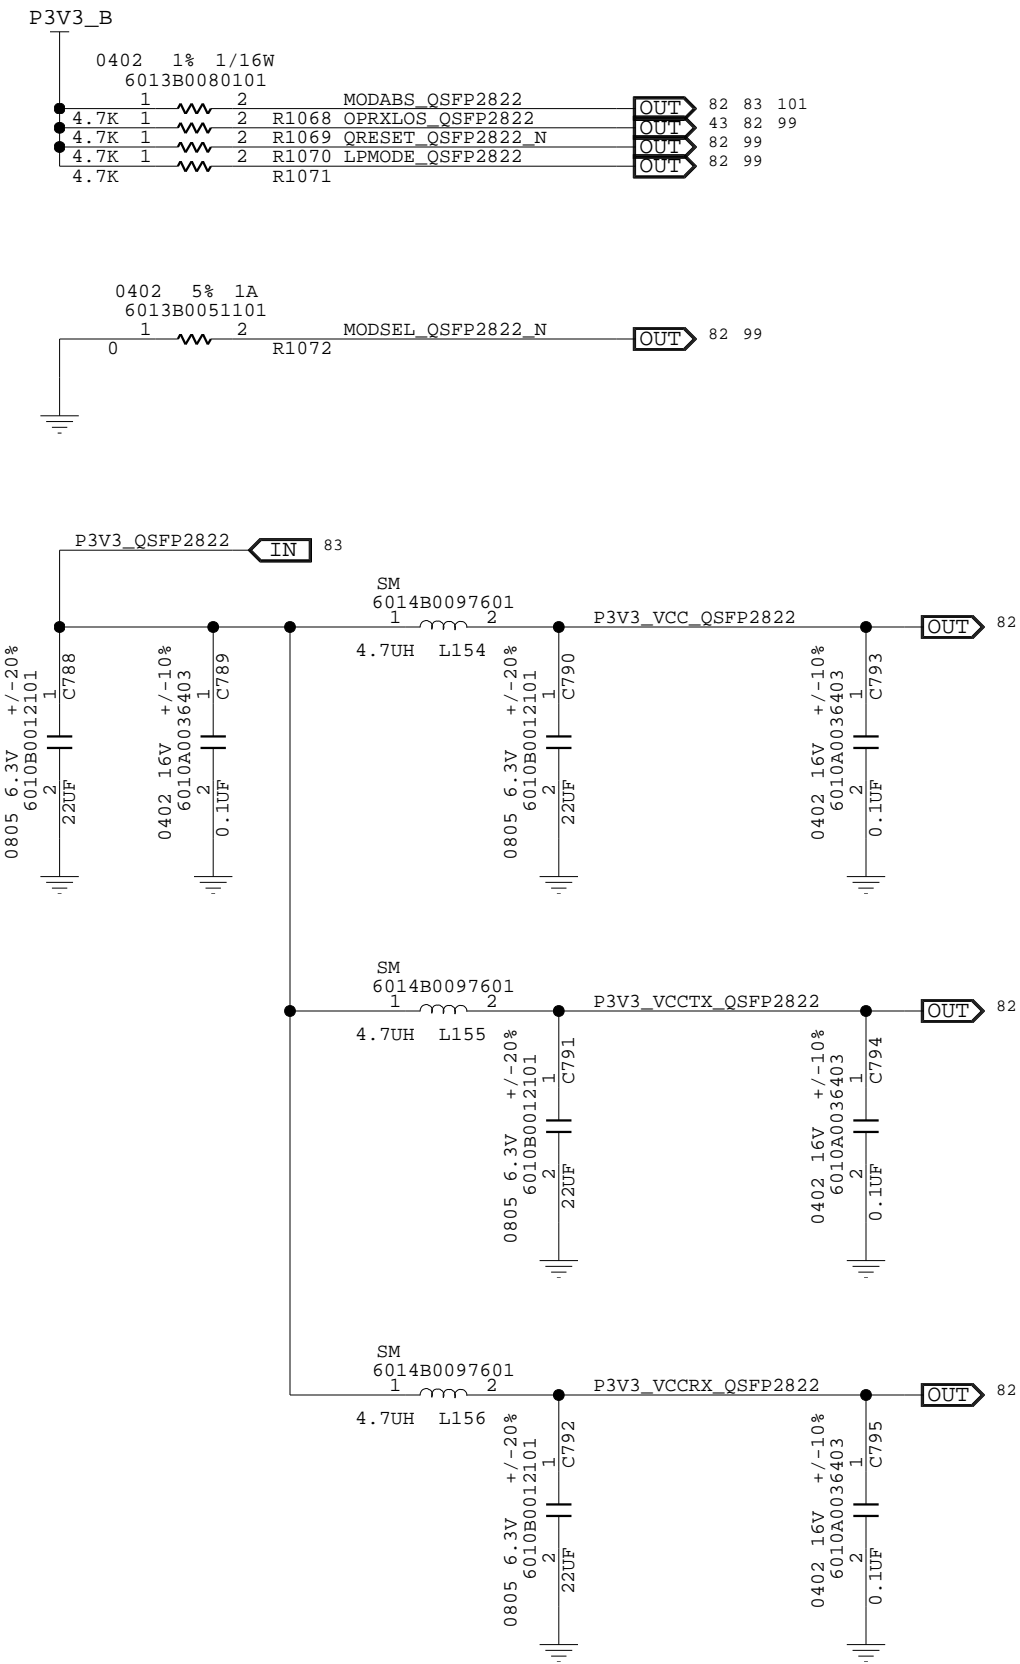 P3V3_B
0402 1% 1/16W
6013B0080101
1 2 MODABS_QSFP2822 OUT 82 83 101
4.7K 1 2 R1068 OPRXLOS_QSFP2822 OUT 43 82 99
4.7K 1 2 R1069 QRESET_QSFP2822_N OUT 82 99
4.7K 1 2 R1070 LPMODE_QSFP2822 OUT 82 99
4.7K R1071
0402 5% 1A
6013B0051101
1 2 MODSEL_QSFP2822_N OUT 82 99
0 R1072
P3V3_QSFP2822 IN 83
SM
6014B0097601
1 2 P3V3_VCC_QSFP2822 OUT 82
4.7UH L154
0805 6.3V +/-20%
6010B0012101
1 2
C788
22UF
0402 16V +/-10%
6010A0036403
1 2
C789
0.1UF
0805 6.3V +/-20%
6010B0012101
1 2
C790
22UF
0402 16V +/-10%
6010A0036403
1 2
C793
0.1UF
SM
6014B0097601
1 2 P3V3_VCCTX_QSFP2822 OUT 82
4.7UH L155
0805 6.3V +/-20%
6010B0012101
1 2
C791
22UF
0402 16V +/-10%
6010A0036403
1 2
C794
0.1UF
SM
6014B0097601
1 2 P3V3_VCCRX_QSFP2822 OUT 82
4.7UH L156
0805 6.3V +/-20%
6010B0012101
1 2
C792
22UF
0402 16V +/-10%
6010A0036403
1 2
C795
0.1UF